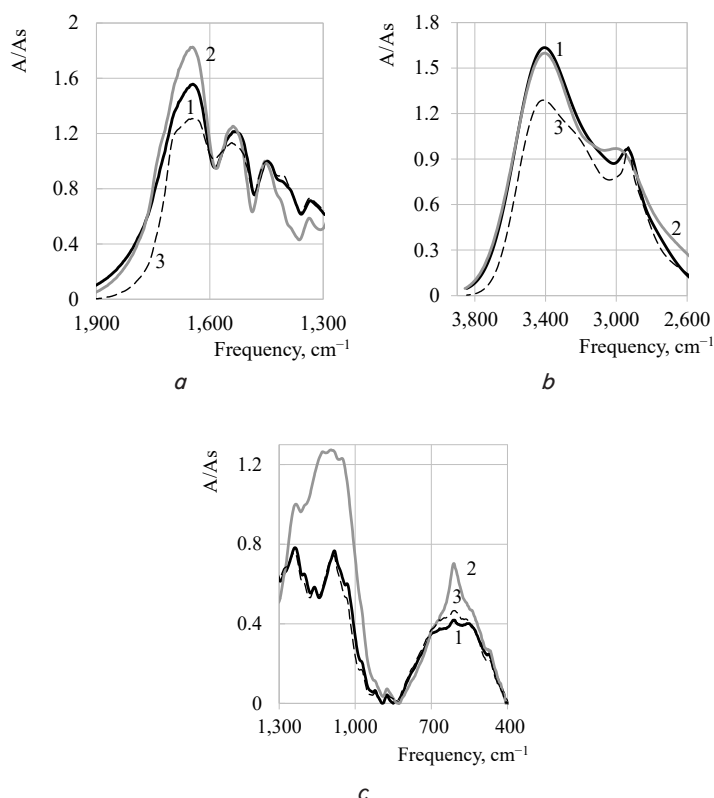 2
1.6
1.2
0.8
0.4
0
A/As
2
1
3
1,900 1,600 1,300
Frequency, cm⁻¹
a
1.8
1.5
1.2
0.9
0.6
0.3
0
A/As
1
3
2
3,800 3,400 3,000 2,600
Frequency, cm⁻¹
b
1.2
0.8
0.4
0
A/As
2
3
1
1,300 1,000 700 400
Frequency, cm⁻¹
c